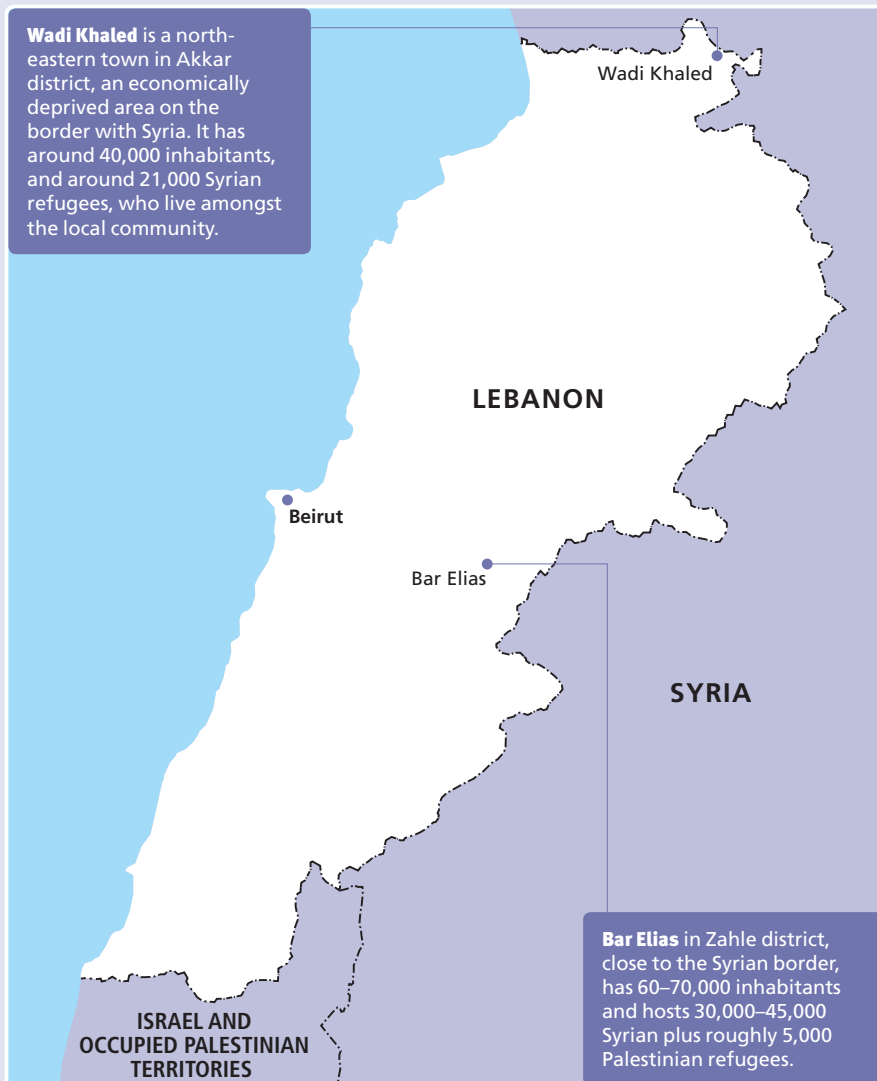 Wadi Khaled is a north-
eastern town in Akkar
district, an economically
deprived area on the
border with Syria. It has
around 40,000 inhabitants,
and around 21,000 Syrian
refugees, who live amongst
the local community.
Wadi Khaled
LEBANON
Beirut
Bar Elias
SYRIA
Bar Elias in Zahle district,
close to the Syrian border,
has 60–70,000 inhabitants
and hosts 30,000–45,000
Syrian plus roughly 5,000
Palestinian refugees.
ISRAEL AND
OCCUPIED PALESTINIAN
TERRITORIES